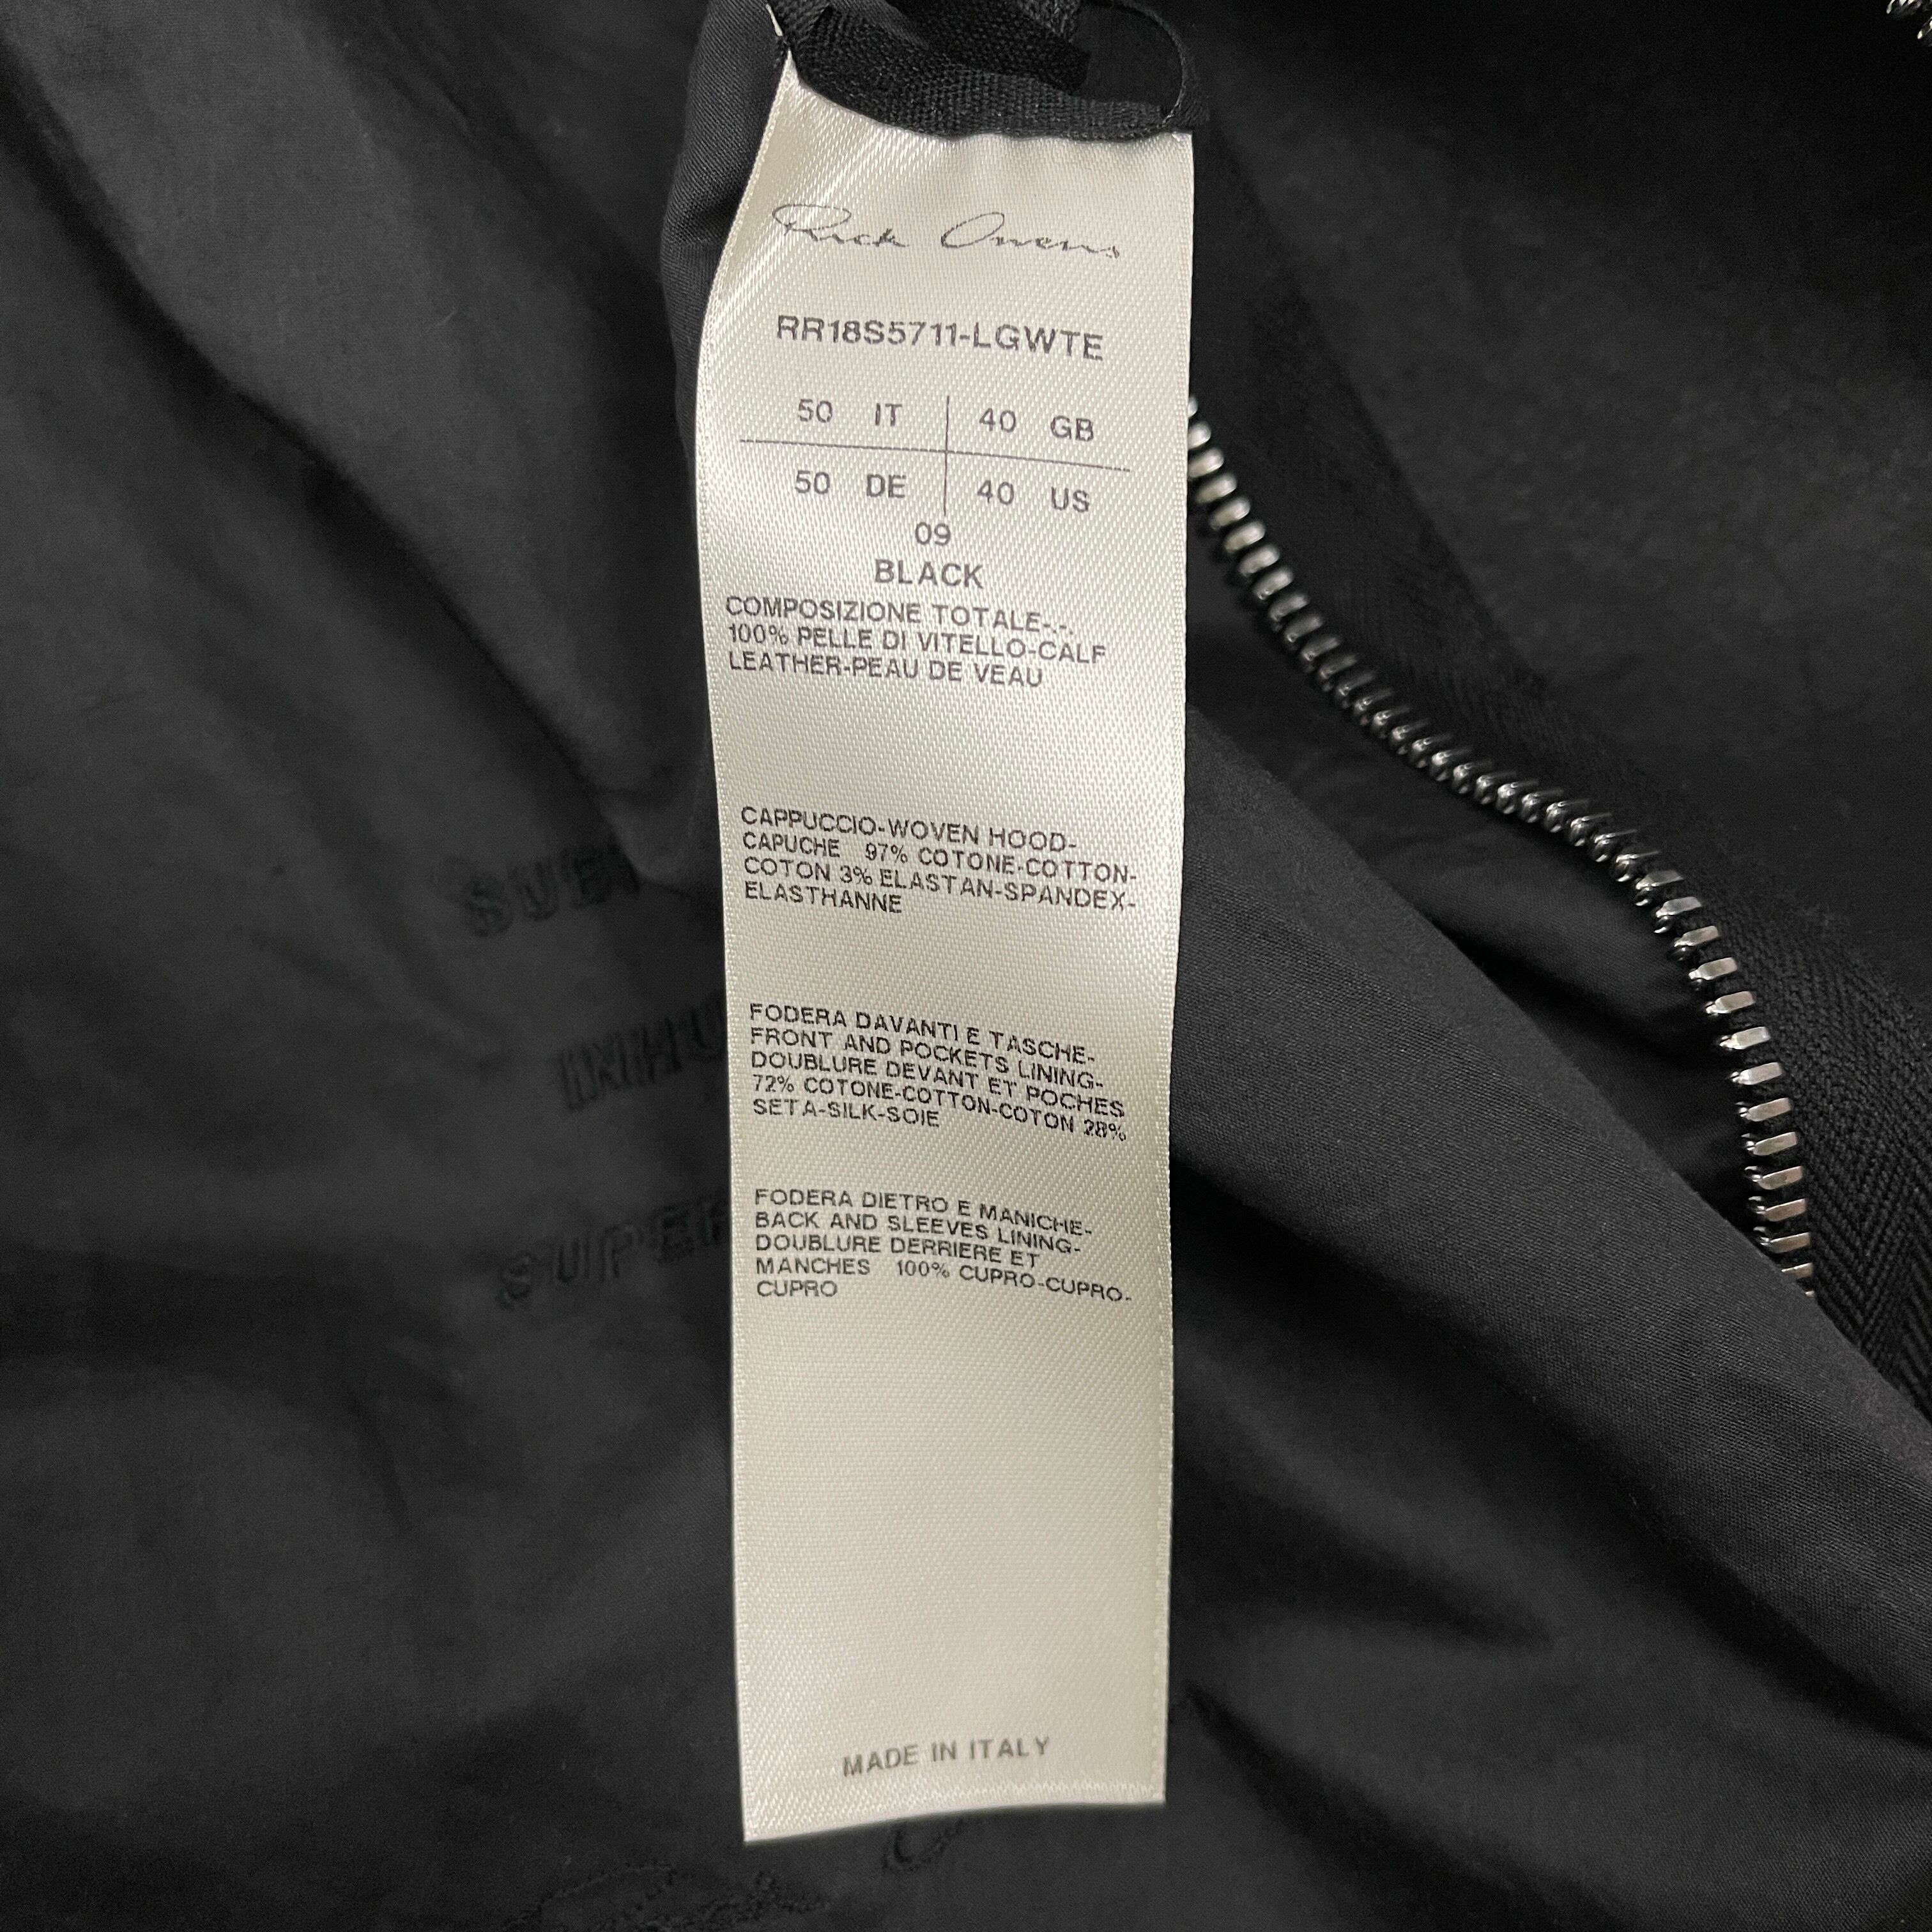 Rick Owens
RR18S5711-LGWTE
50 IT 40 GB
50 DE 40 US
09
BLACK
COMPOSIZIONE TOTALE-.-.
100% PELLE DI VITELLO-CALF
LEATHER-PEAU DE VEAU
CAPPUCCIO-WOVEN HOOD-
CAPUCHE 97% COTONE-COTTON-
COTON 3% ELASTAN-SPANDEX-
ELASTHANNE
FODERA DAVANTI E TASCHE-
FRONT AND POCKETS LINING-
DOUBLURE DEVANT ET POCHES
72% COTONE-COTTON-COTON 28%
SETA-SILK-SOIE
FODERA DIETRO E MANICHE-
BACK AND SLEEVES LINING-
DOUBLURE DERRIERE ET
MANCHES 100% CUPRO-CUPRO-
CUPRO
MADE IN ITALY